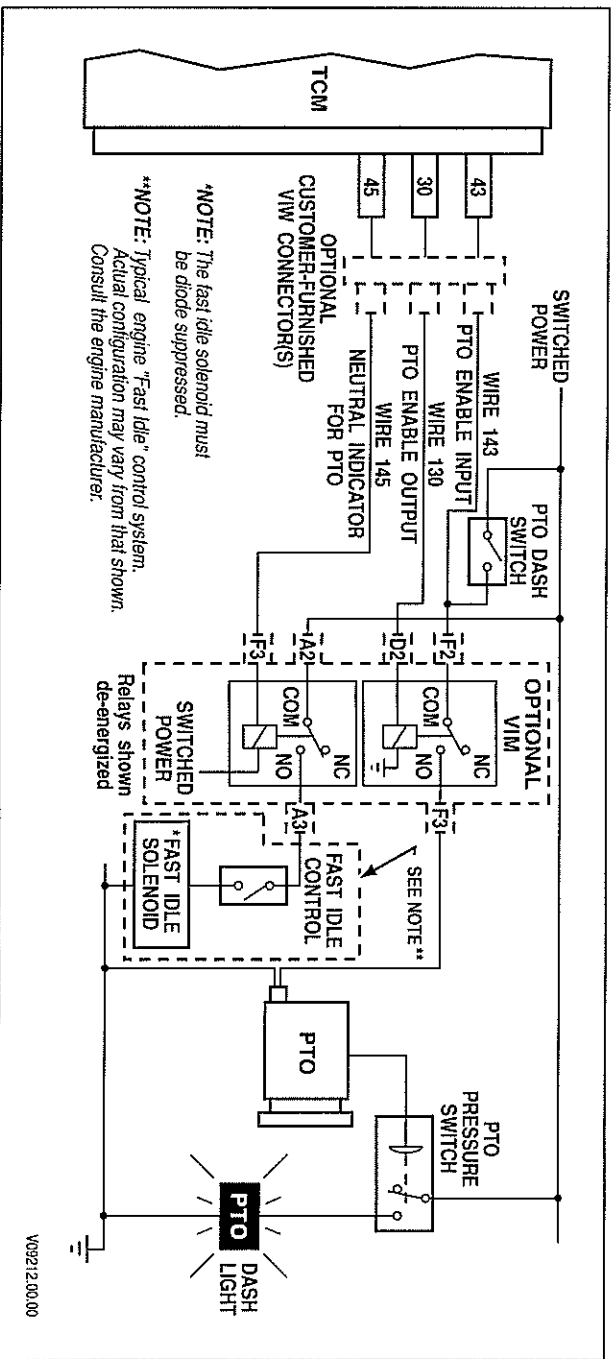 SWITCHED
POWER
PTO DASH
SWITCH
WIRE 143
PTO ENABLE INPUT
WIRE 130
PTO ENABLE OUTPUT
WIRE 145
NEUTRAL INDICATOR
FOR PTO
TCM
43
30
45
OPTIONAL
CUSTOMER-FURNISHED
VIW CONNECTOR(S)
*NOTE: The fast idle solenoid must
be diode suppressed.
**NOTE: Typical engine "Fast Idle" control system.
Actual configuration may vary from that shown.
Consult the engine manufacturer.
OPTIONAL
VIM
F2
D2
A2
F3
COM
NC
NO
COM
NC
NO
SWITCHED
POWER
Relays shown
de-energized
F3
A3
SEE NOTE**
FAST IDLE
CONTROL
*FAST IDLE
SOLENOID
PTO
PTO
PRESSURE
SWITCH
PTO
DASH
LIGHT
V09212.00.00